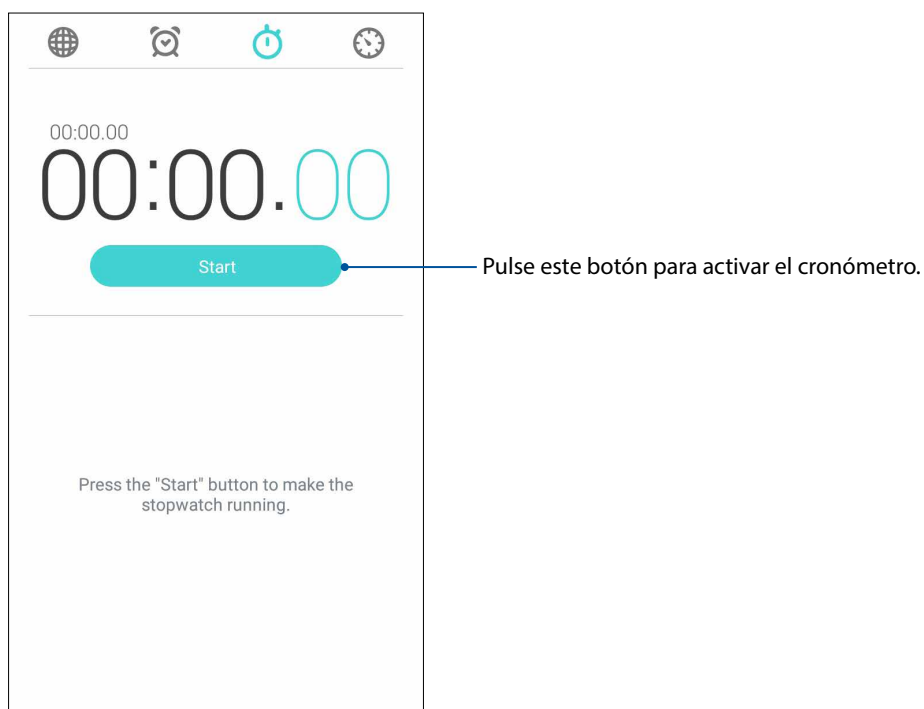 00:00.00
00:00.00
Start
Pulse este botón para activar el cronómetro.
Press the "Start" button to make the
stopwatch running.